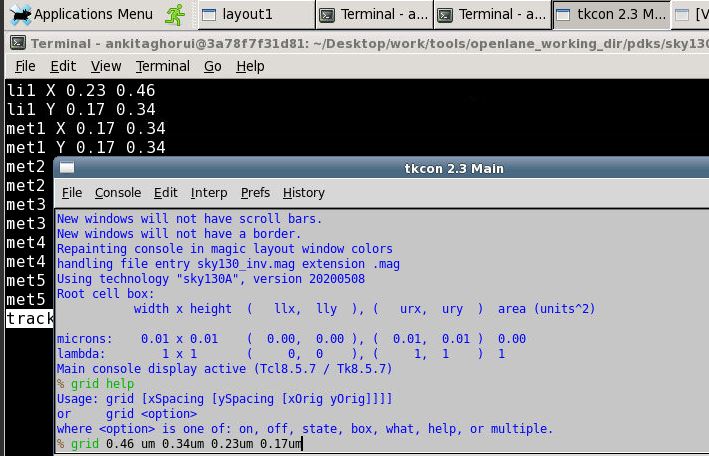 Applications Menu layout1 Terminal - a... Terminal - a... tkcon 2.3 M... [V
Terminal - ankitaghorui@3a78f7f31d81: ~/Desktop/work/tools/openlane_working_dir/pdks/sky130
File Edit View Terminal Go Help
li1 X 0.23 0.46
li1 Y 0.17 0.34
met1 X 0.17 0.34
met1 Y 0.17 0.34
met2
met2
met3
met3
met4
met4
met5
met5
track
tkcon 2.3 Main
File Console Edit Interp Prefs History
New windows will not have scroll bars.
New windows will not have a border.
Repainting console in magic layout window colors
handling file entry sky130_inv.mag extension .mag
Using technology "sky130A", version 20200508
Root cell box:
width x height ( llx, lly ), ( urx, ury ) area (units^2)
microns: 0.01 x 0.01 ( 0.00, 0.00 ), ( 0.01, 0.01 ) 0.00
lambda: 1 x 1 ( 0, 0 ), ( 1, 1 ) 1
Main console display active (Tcl8.5.7 / Tk8.5.7)
% grid help
Usage: grid [xSpacing [ySpacing [xOrig yOrig]]]]
or grid <option>
where <option> is one of: on, off, state, box, what, help, or multiple.
% grid 0.46 um 0.34um 0.23um 0.17um